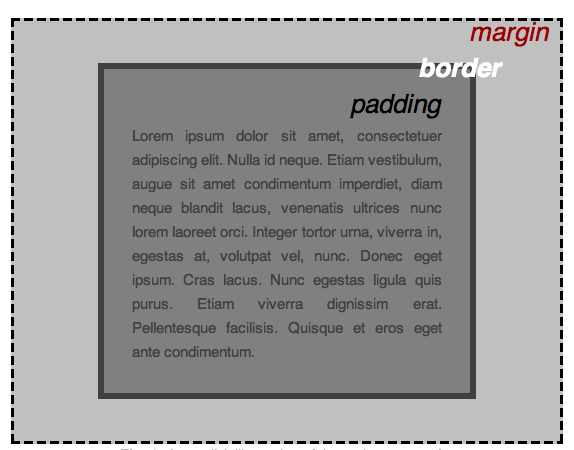 margin
border
padding
Lorem ipsum dolor sit amet, consectetuer
adipiscing elit. Nulla id neque. Etiam vestibulum,
augue sit amet condimentum imperdiet, diam
neque blandit lacus, venenatis ultrices nunc
lorem laoreet orci. Integer tortor urna, viverra in,
egestas at, volutpat vel, nunc. Donec eget
ipsum. Cras lacus. Nunc egestas ligula quis
purus. Etiam viverra dignissim erat.
Pellentesque facilisis. Quisque et eros eget
ante condimentum.